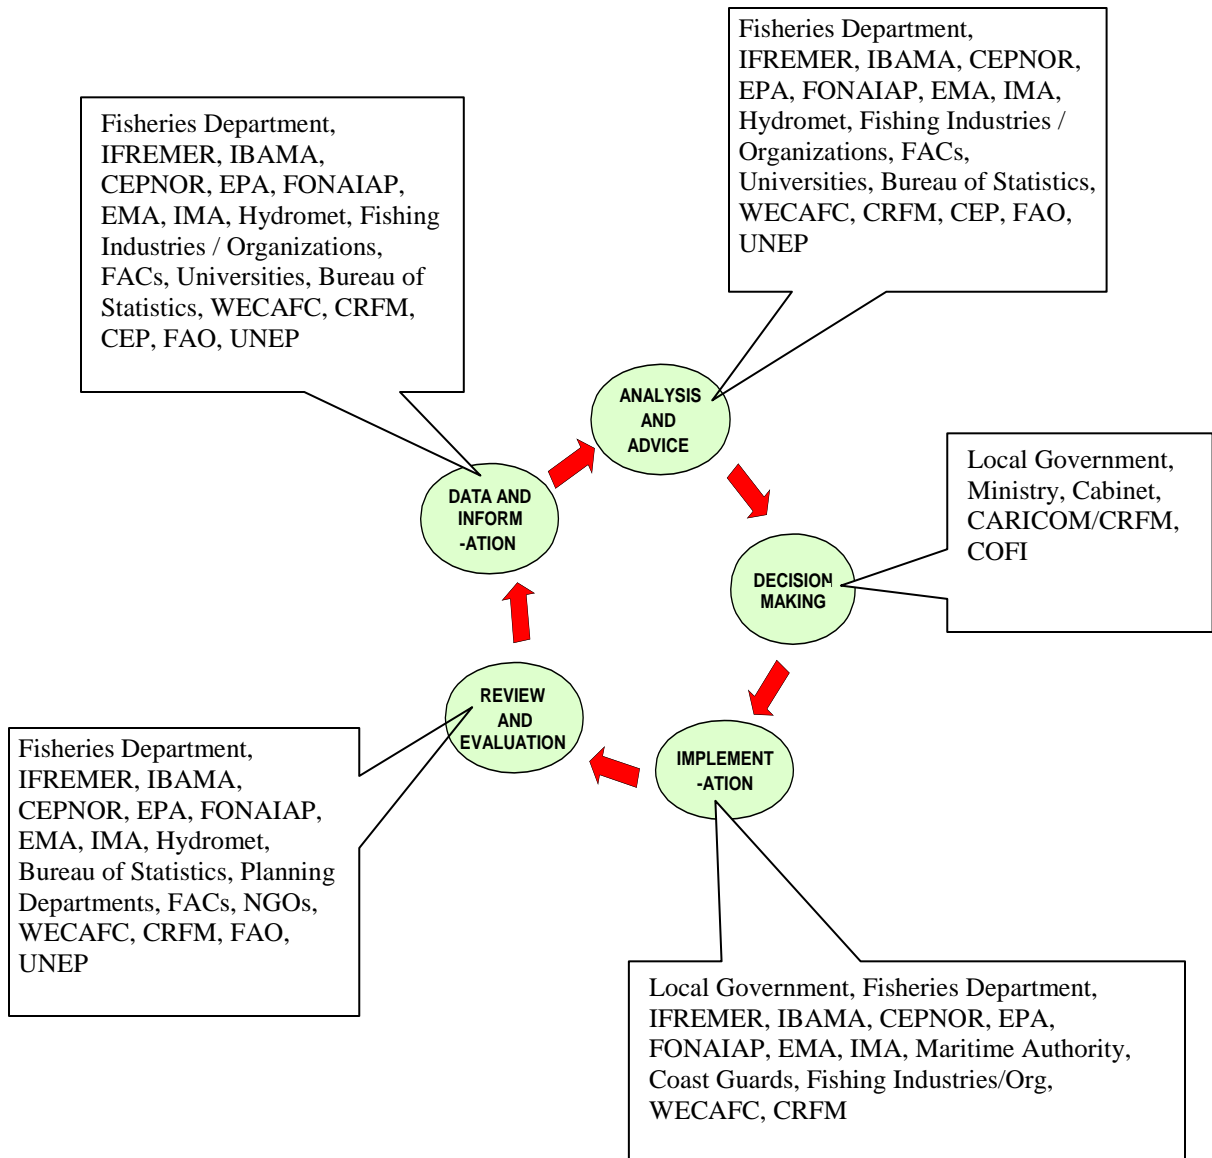 Fisheries Department,
IFREMER, IBAMA, CEPNOR,
EPA, FONAIAP, EMA, IMA,
Hydromet, Fishing Industries /
Organizations, FACs,
Universities, Bureau of Statistics,
WECAFC, CRFM, CEP, FAO,
UNEP
Fisheries Department,
IFREMER, IBAMA,
CEPNOR, EPA, FONAIAP,
EMA, IMA, Hydromet, Fishing
Industries / Organizations,
FACs, Universities, Bureau of
Statistics, WECAFC, CRFM,
CEP, FAO, UNEP
ANALYSIS
AND
ADVICE
Local Government,
Ministry, Cabinet,
CARICOM/CRFM,
COFI
DATA AND
INFORM
-ATION
DECISION
MAKING
REVIEW
AND
EVALUATION
IMPLEMENT
-ATION
Fisheries Department,
IFREMER, IBAMA,
CEPNOR, EPA, FONAIAP,
EMA, IMA, Hydromet,
Bureau of Statistics, Planning
Departments, FACs, NGOs,
WECAFC, CRFM, FAO,
UNEP
Local Government, Fisheries Department,
IFREMER, IBAMA, CEPNOR, EPA,
FONAIAP, EMA, IMA, Maritime Authority,
Coast Guards, Fishing Industries/Org,
WECAFC, CRFM